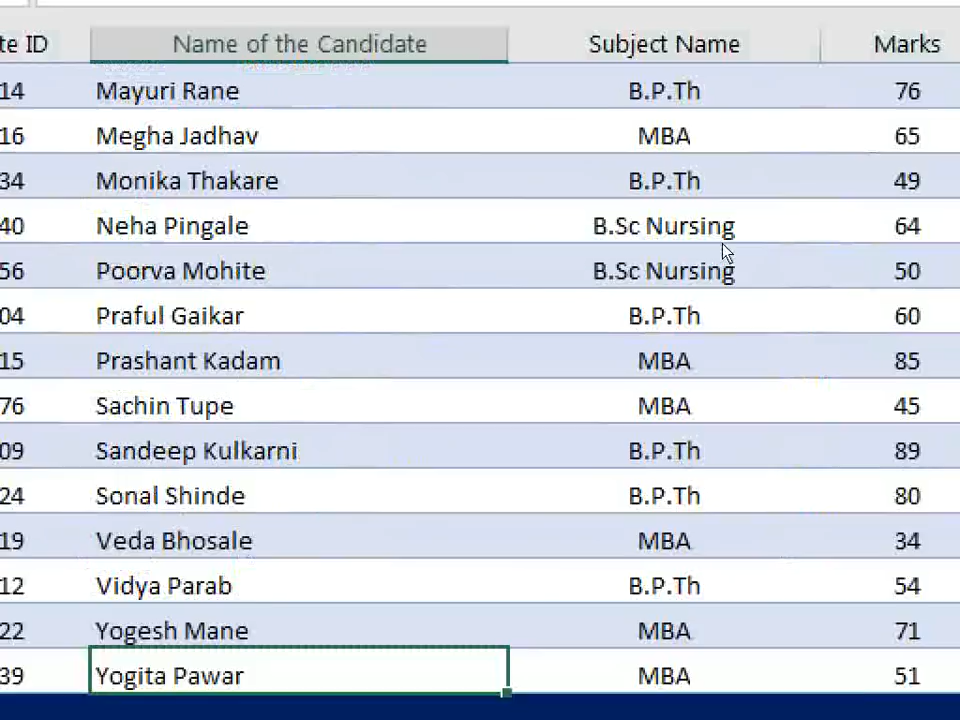 te ID Name of the Candidate Subject Name Marks
14 Mayuri Rane B.P.Th 76
16 Megha Jadhav MBA 65
34 Monika Thakare B.P.Th 49
40 Neha Pingale B.Sc Nursing 64
56 Poorva Mohite B.Sc Nursing 50
04 Praful Gaikar B.P.Th 60
15 Prashant Kadam MBA 85
76 Sachin Tupe MBA 45
09 Sandeep Kulkarni B.P.Th 89
24 Sonal Shinde B.P.Th 80
19 Veda Bhosale MBA 34
12 Vidya Parab B.P.Th 54
22 Yogesh Mane MBA 71
39 Yogita Pawar MBA 51